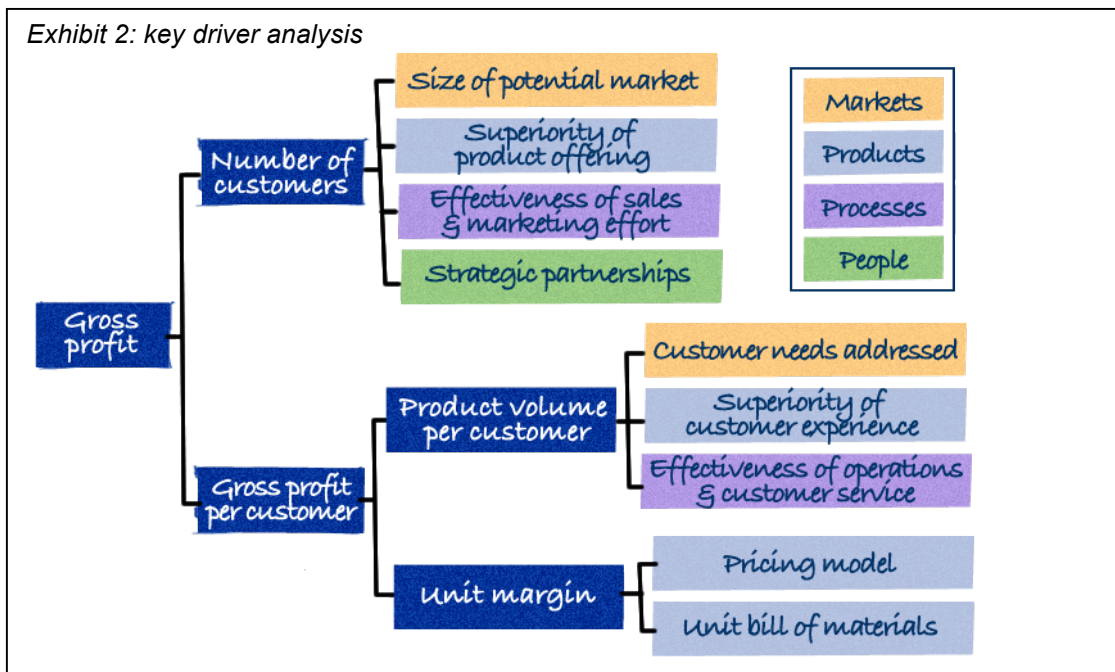 Exhibit 2: key driver analysis
Size of potential market
Superiority of
product offering
Number of
customers
Effectiveness of sales
& marketing effort
Strategic partnerships
Markets
Products
Processes
People
Gross
profit
Customer needs addressed
Product volume
per customer
Superiority of
customer experience
Effectiveness of operations
& customer service
Gross profit
per customer
Unit margin
Pricing model
Unit bill of materials